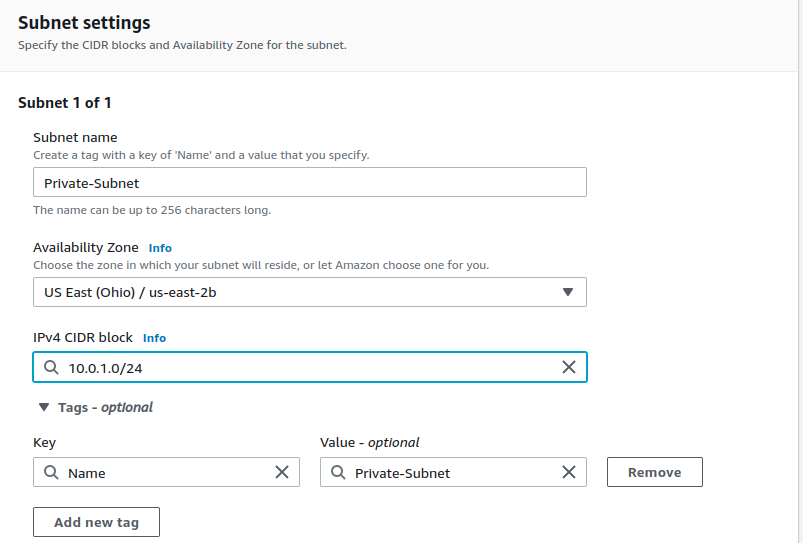 Subnet settings
Specify the CIDR blocks and Availability Zone for the subnet.
Subnet 1 of 1
Subnet name
Create a tag with a key of 'Name' and a value that you specify.
Private-Subnet
The name can be up to 256 characters long.
Availability Zone Info
Choose the zone in which your subnet will reside, or let Amazon choose one for you.
US East (Ohio) / us-east-2b
IPv4 CIDR block Info
10.0.1.0/24
Tags - optional
Key Value - optional
Name Private-Subnet Remove
Add new tag